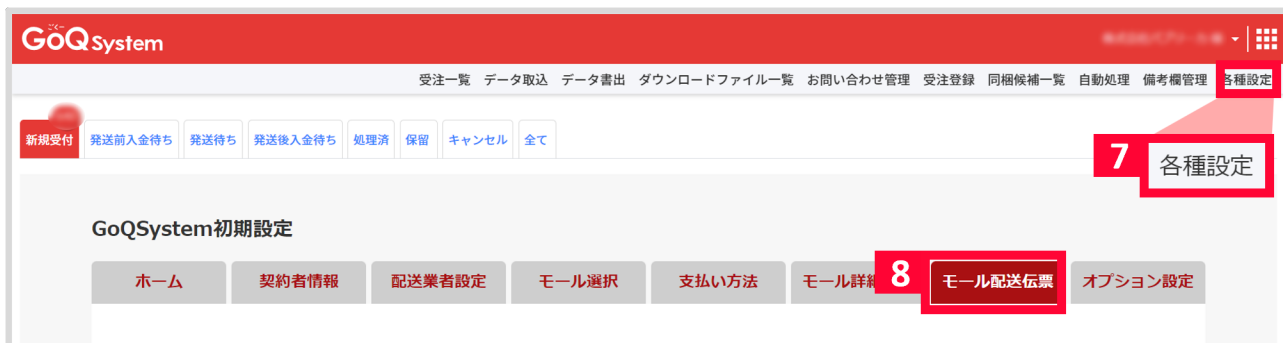 ごくー
GoQSystem
受注一覧 データ取込 データ書出 ダウンロードファイル一覧 お問い合わせ管理 受注登録 同梱候補一覧 自動処理 備考欄管理 各種設定
新規受付 発送前入金待ち 発送待ち 発送後入金待ち 処理済 保留 キャンセル 全て
7 各種設定
GoQSystem初期設定
ホーム 契約者情報 配送業者設定 モール選択 支払い方法 モール詳細 8 モール配送伝票 オプション設定